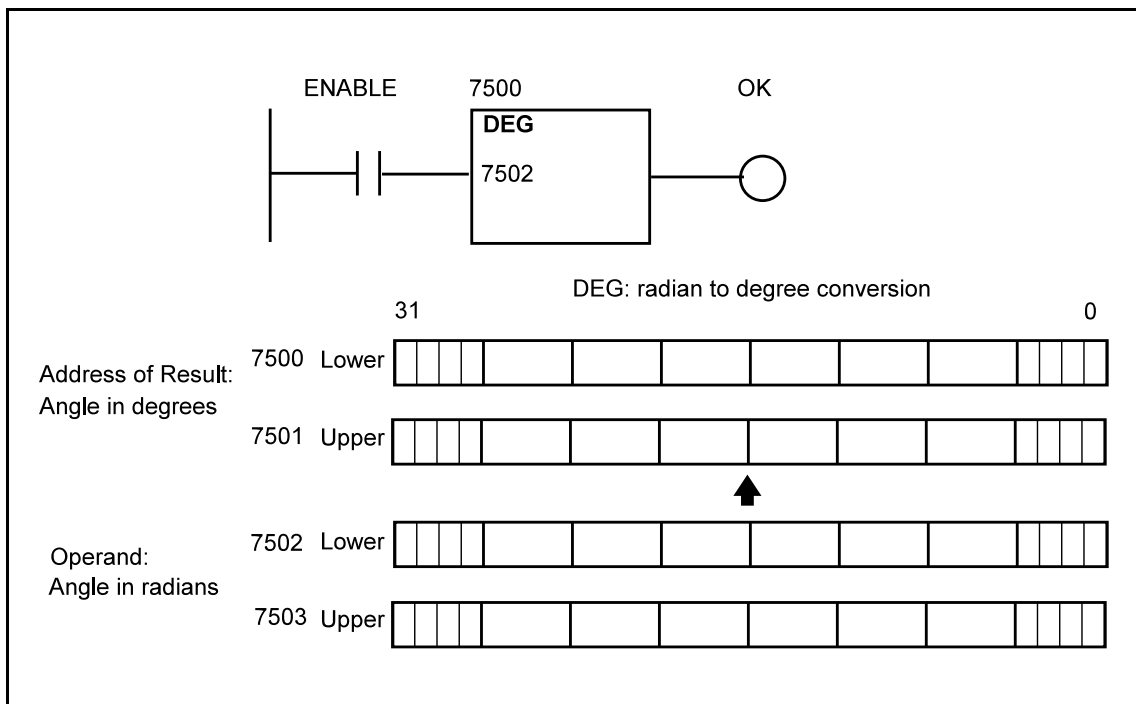 ENABLE 7500 OK
DEG
7502
DEG: radian to degree conversion
31 0
Address of Result:
Angle in degrees
7500 Lower
7501 Upper
Operand:
Angle in radians
7502 Lower
7503 Upper